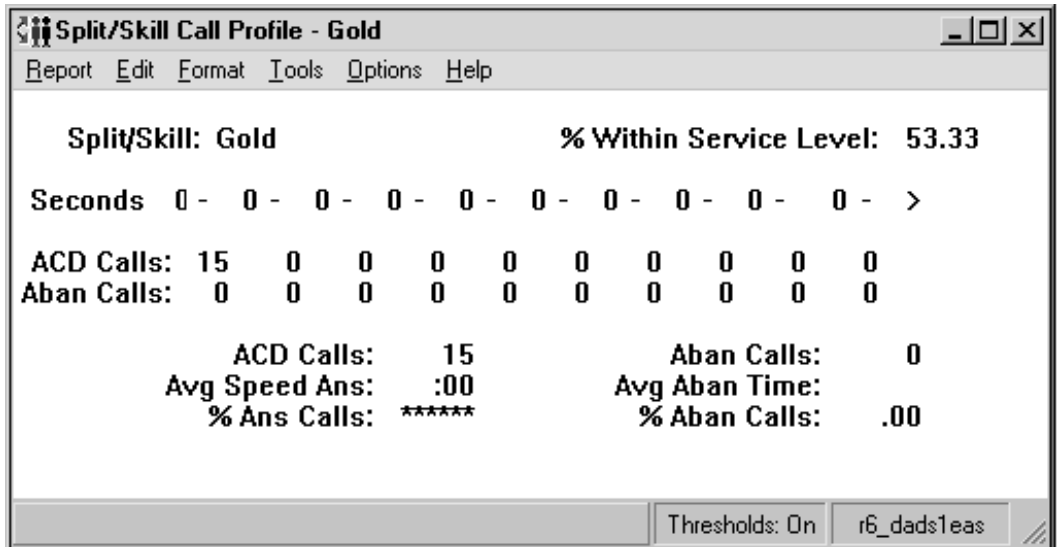 Split/Skill Call Profile - Gold
Report Edit Format Tools Options Help
Split/Skill: Gold % Within Service Level: 53.33
Seconds 0 - 0 - 0 - 0 - 0 - 0 - 0 - 0 - 0 - 0 - >
ACD Calls: 15 0 0 0 0 0 0 0 0 0
Aban Calls: 0 0 0 0 0 0 0 0 0 0
ACD Calls: 15 Aban Calls: 0
Avg Speed Ans: :00 Avg Aban Time:
% Ans Calls: ****** % Aban Calls: .00
Thresholds: On r6_dads1eas